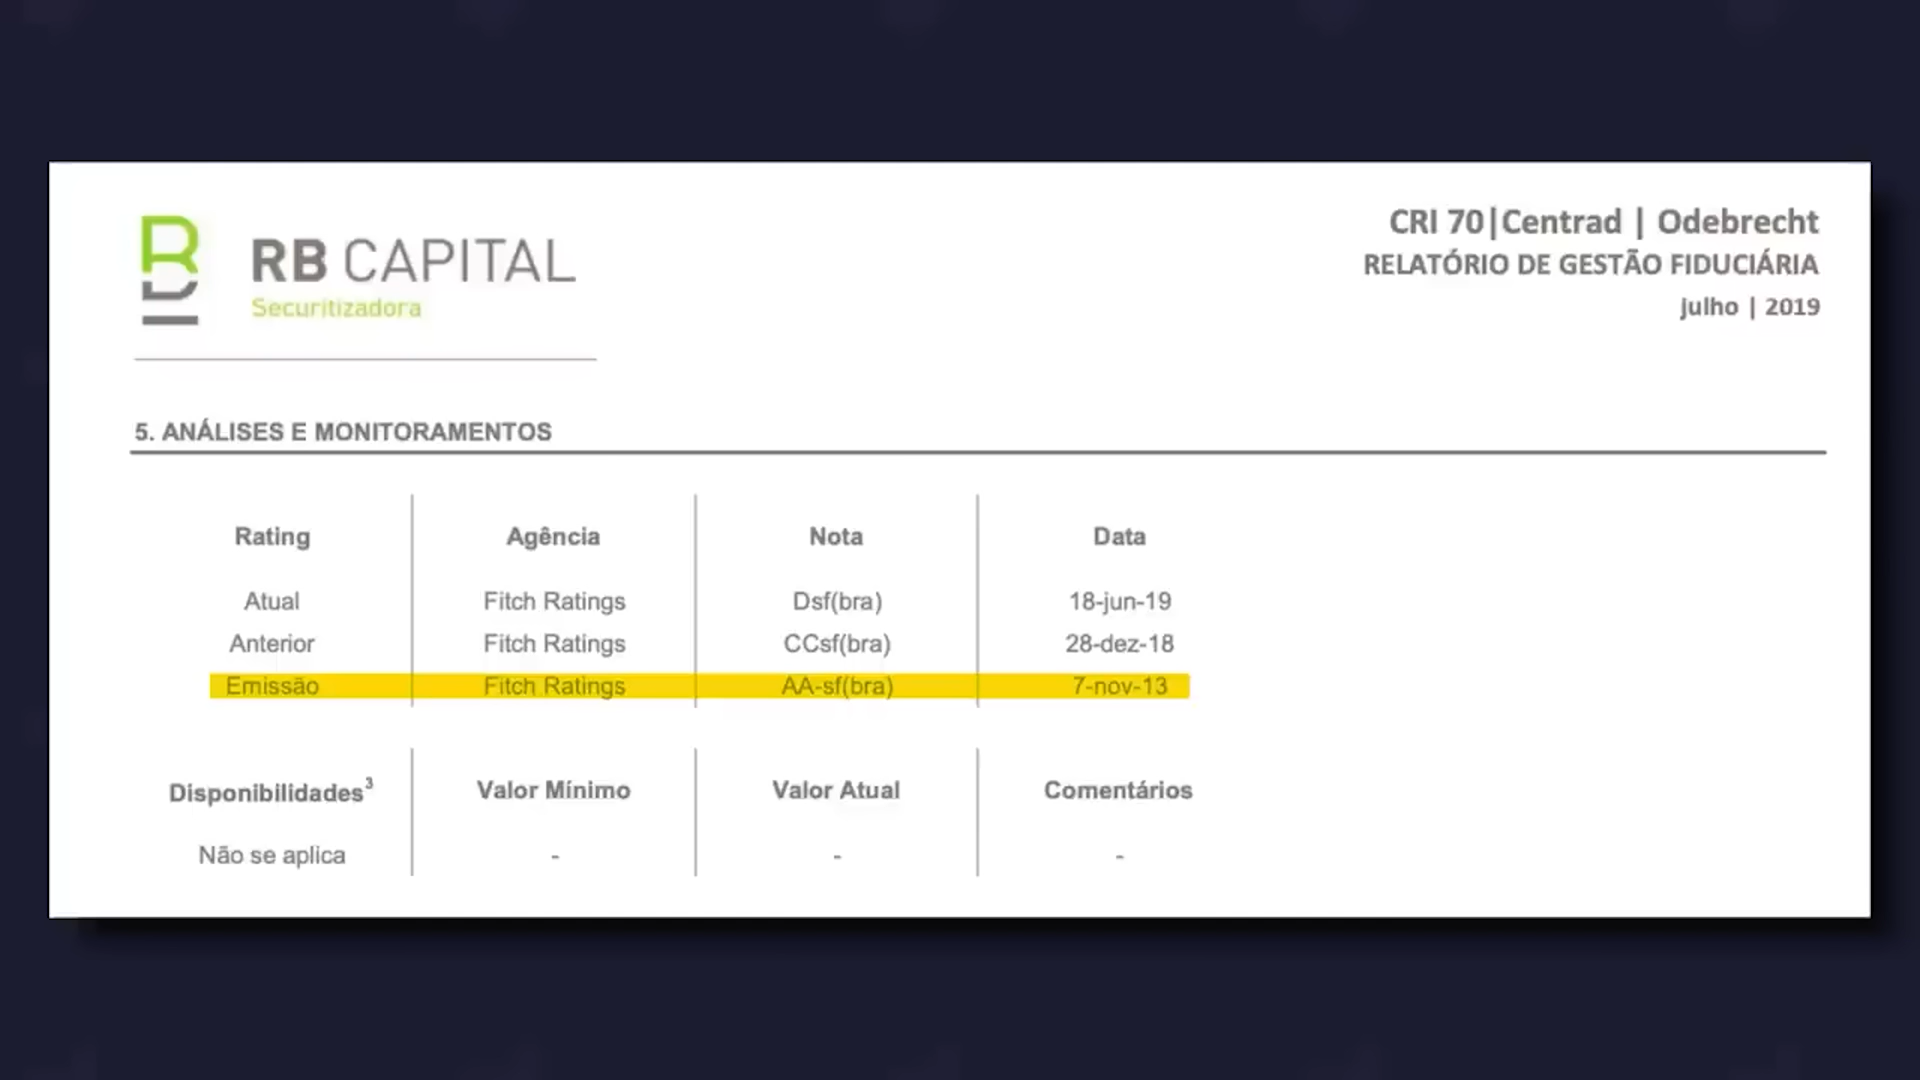 RB CAPITAL
Securitizadora
CRI 70|Centrad | Odebrecht
RELATÓRIO DE GESTÃO FIDUCIÁRIA
julho | 2019
5. ANÁLISES E MONITORAMENTOS
Rating Agência Nota Data
Atual Fitch Ratings Dsf(bra) 18-jun-19
Anterior Fitch Ratings CCsf(bra) 28-dez-18
Emissão Fitch Ratings AA-sf(bra) 7-nov-13
Disponibilidades³ Valor Mínimo Valor Atual Comentários
Não se aplica - - -